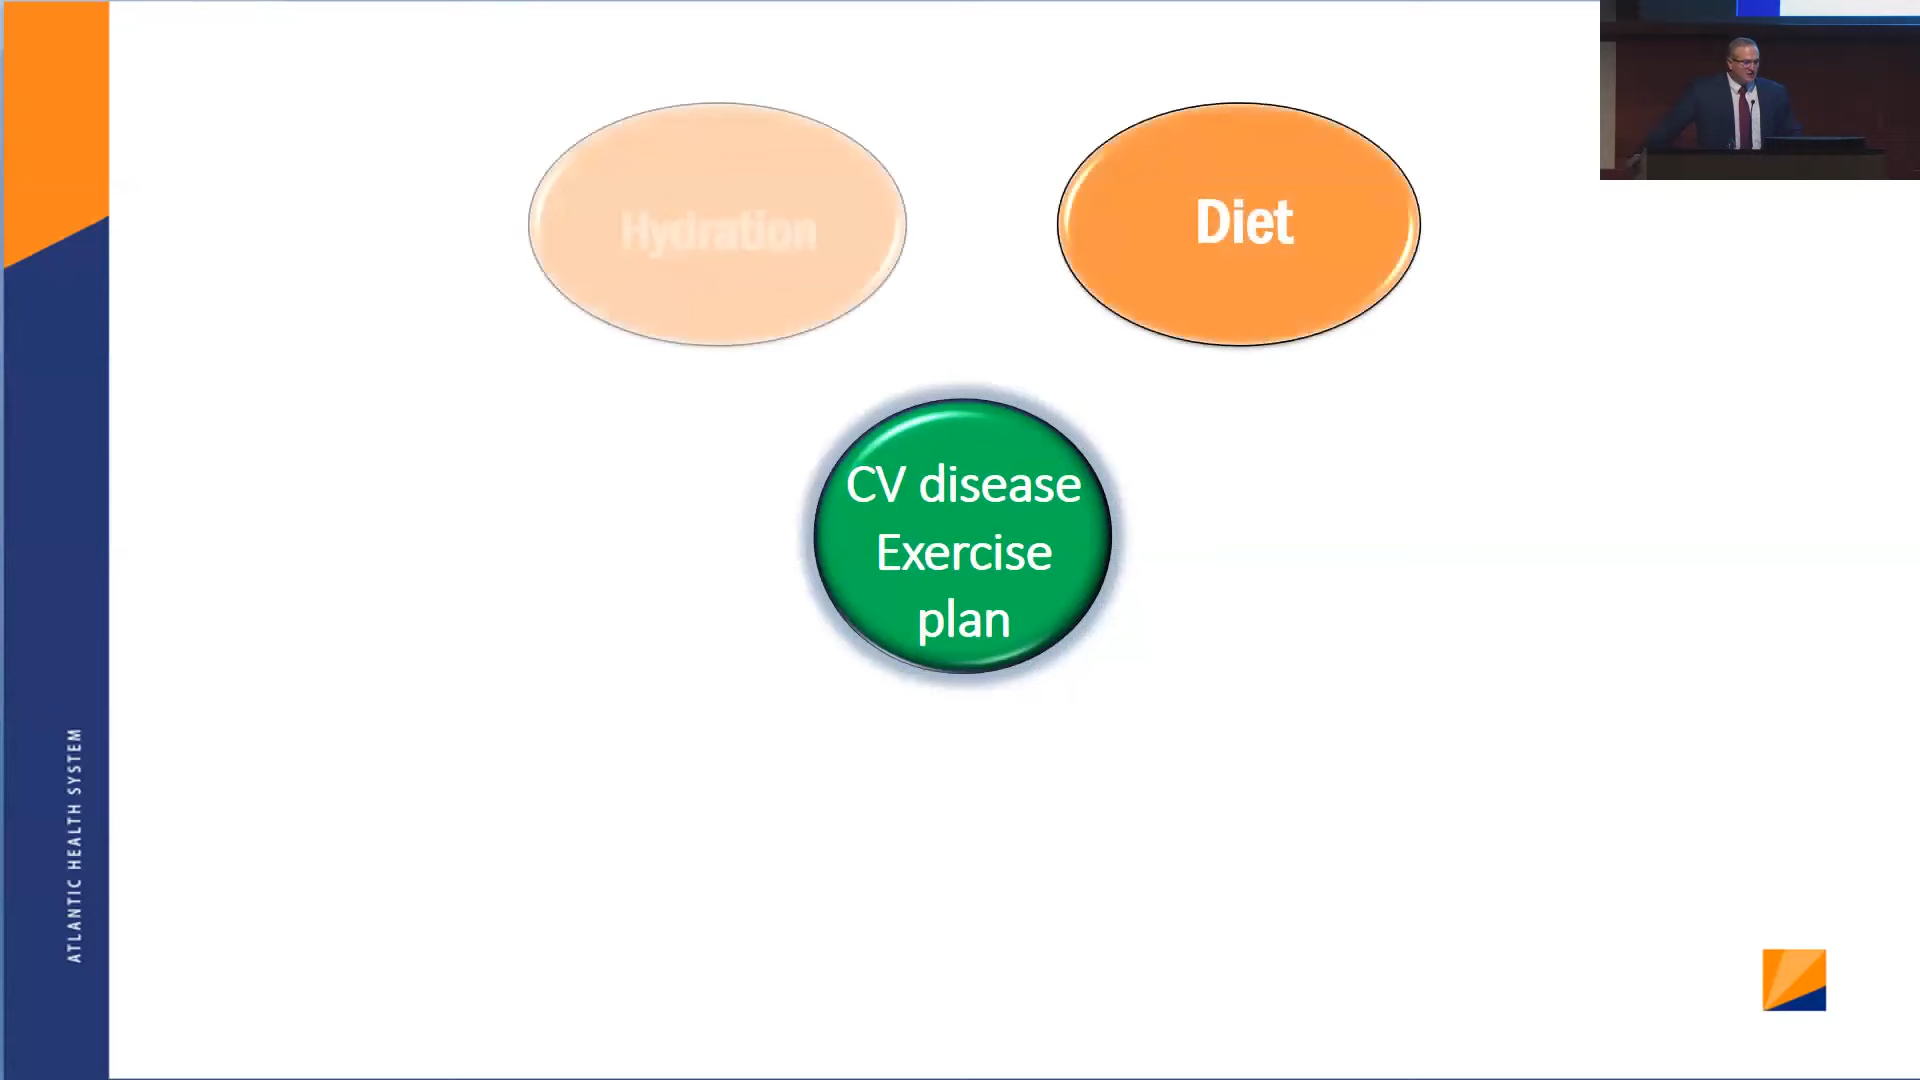 Hydration
Diet
CV disease
Exercise
plan
ATLANTIC HEALTH SYSTEM